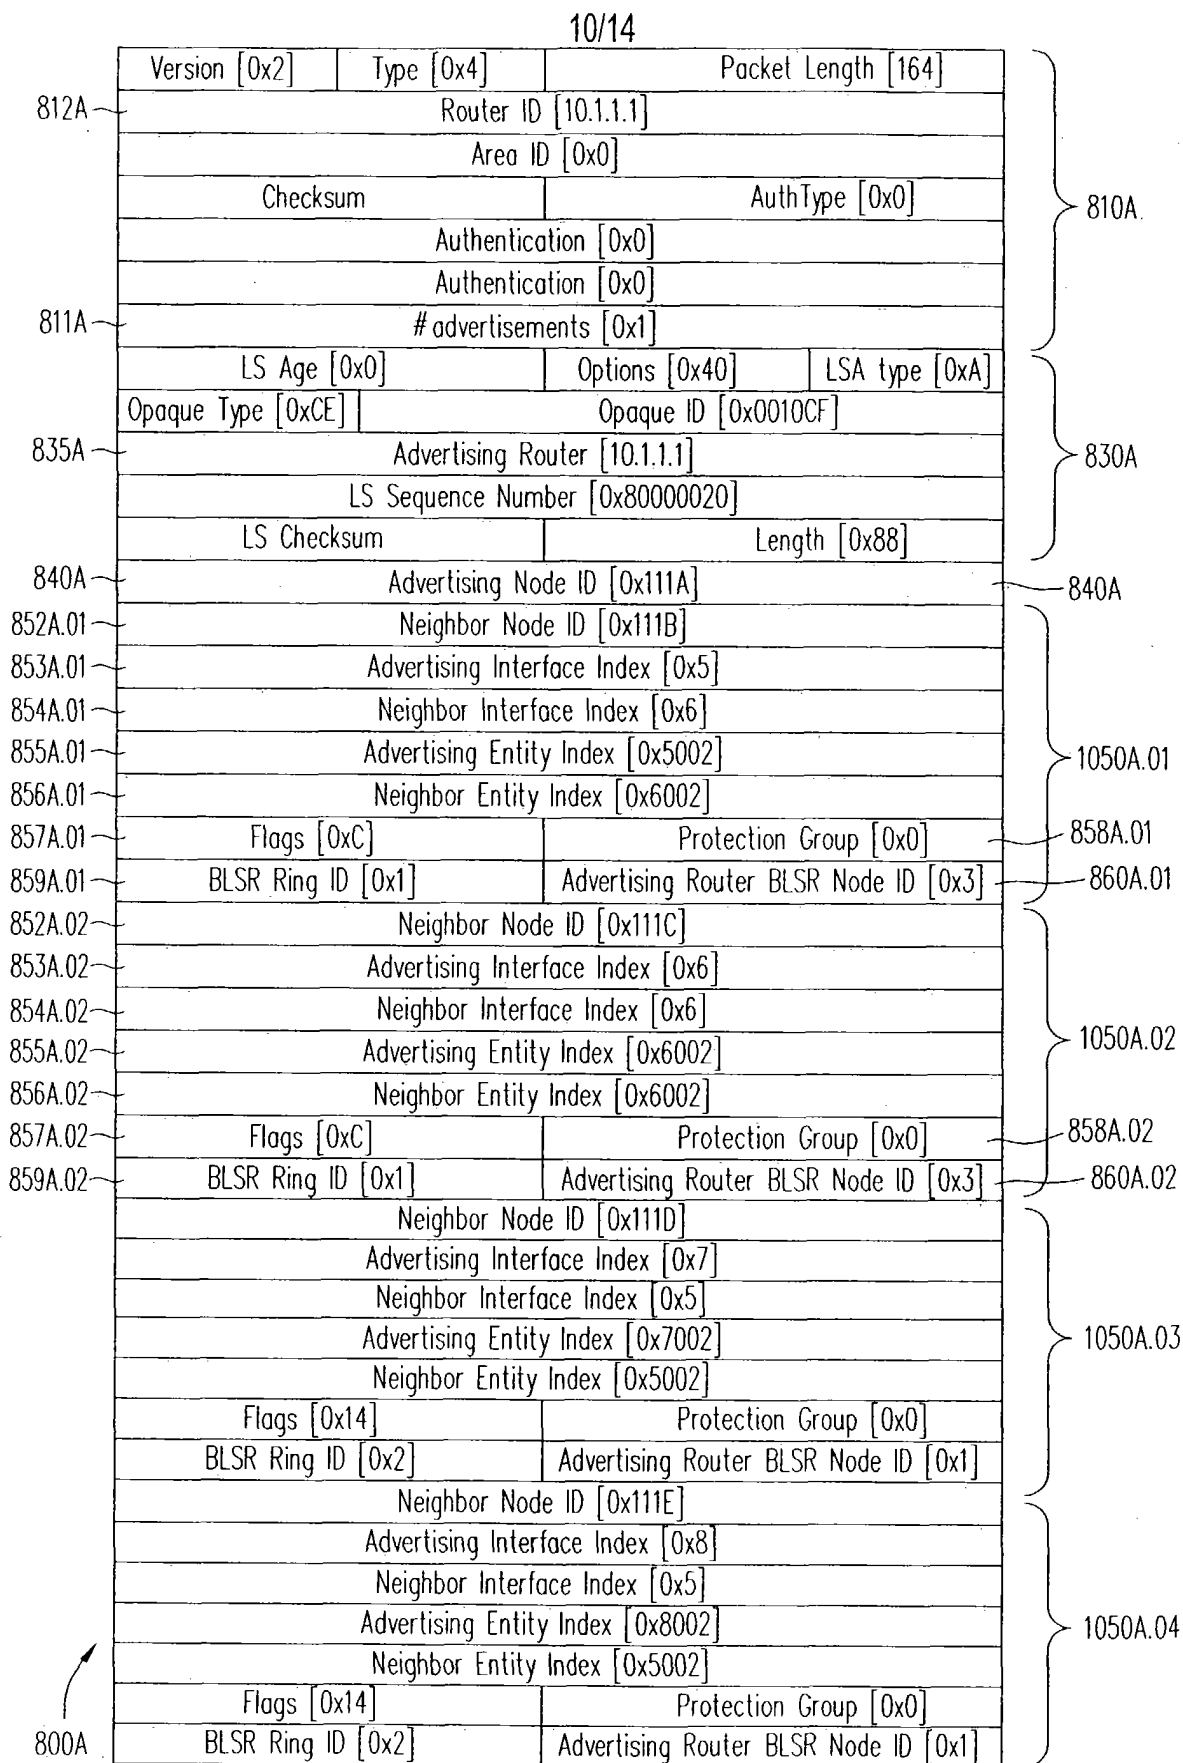 10/14
Version [0x2] Type [0x4] Packet Length [164]
812A Router ID [10.1.1.1]
Area ID [0x0]
Checksum AuthType [0x0] 810A.
Authentication [0x0]
Authentication [0x0]
811A # advertisements [0x1]
LS Age [0x0] Options [0x40] LSA type [0xA]
Opaque Type [0xCE] Opaque ID [0x0010CF]
835A Advertising Router [10.1.1.1] 830A
LS Sequence Number [0x80000020]
LS Checksum Length [0x88]
840A Advertising Node ID [0x111A] 840A
852A.01 Neighbor Node ID [0x111B]
853A.01 Advertising Interface Index [0x5]
854A.01 Neighbor Interface Index [0x6]
855A.01 Advertising Entity Index [0x5002] 1050A.01
856A.01 Neighbor Entity Index [0x6002]
857A.01 Flags [0xC] Protection Group [0x0] 858A.01
859A.01 BLSR Ring ID [0x1] Advertising Router BLSR Node ID [0x3] 860A.01
852A.02 Neighbor Node ID [0x111C]
853A.02 Advertising Interface Index [0x6]
854A.02 Neighbor Interface Index [0x6]
855A.02 Advertising Entity Index [0x6002] 1050A.02
856A.02 Neighbor Entity Index [0x6002]
857A.02 Flags [0xC] Protection Group [0x0] 858A.02
859A.02 BLSR Ring ID [0x1] Advertising Router BLSR Node ID [0x3] 860A.02
Neighbor Node ID [0x111D]
Advertising Interface Index [0x7]
Neighbor Interface Index [0x5]
Advertising Entity Index [0x7002] 1050A.03
Neighbor Entity Index [0x5002]
Flags [0x14] Protection Group [0x0]
BLSR Ring ID [0x2] Advertising Router BLSR Node ID [0x1]
Neighbor Node ID [0x111E]
Advertising Interface Index [0x8]
Neighbor Interface Index [0x5]
Advertising Entity Index [0x8002] 1050A.04
Neighbor Entity Index [0x5002]
Flags [0x14] Protection Group [0x0]
800A BLSR Ring ID [0x2] Advertising Router BLSR Node ID [0x1]